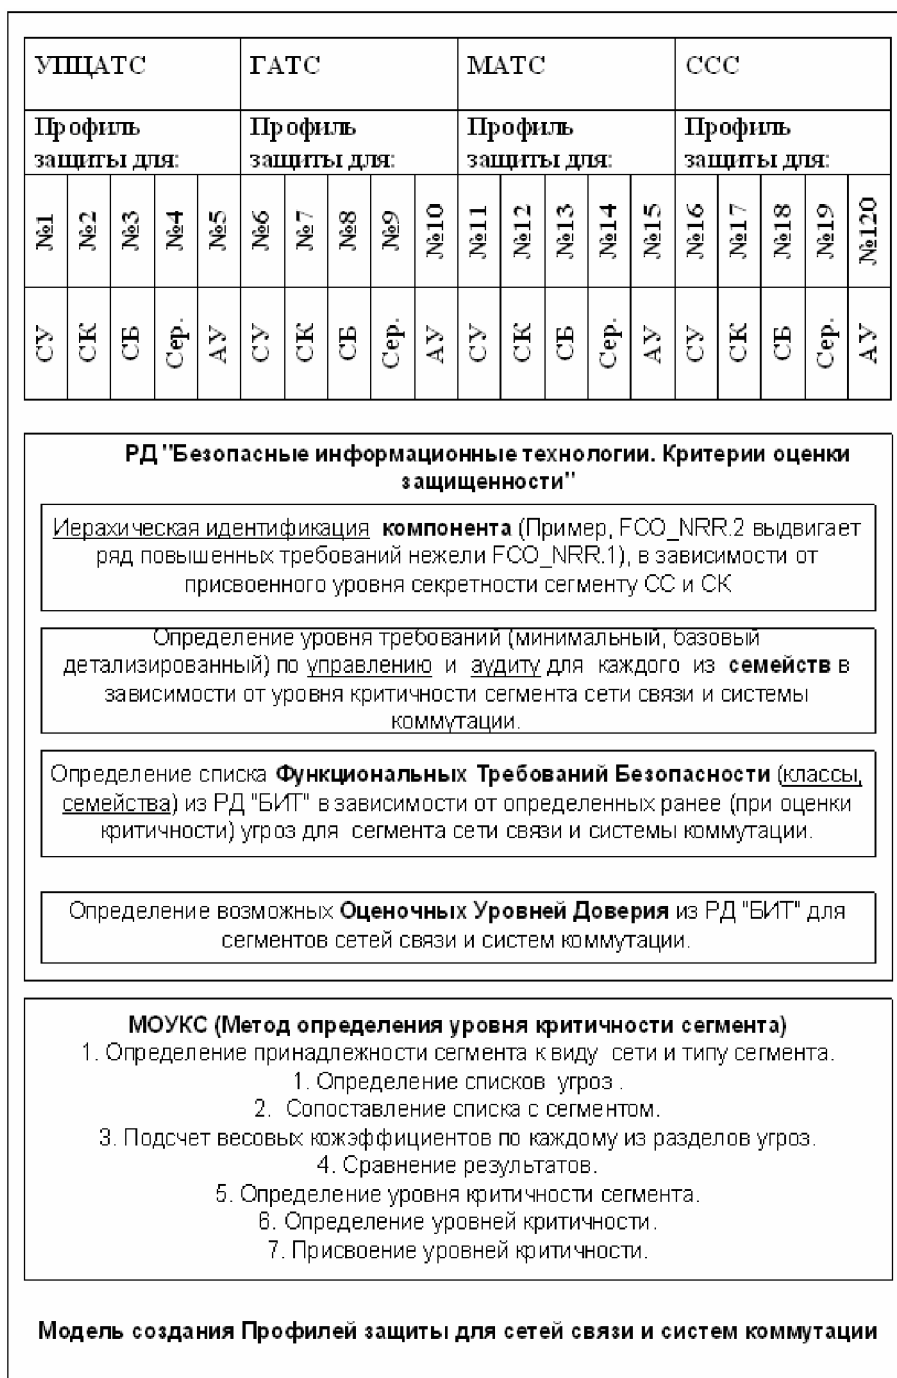 УПЦАТС ГАТС МАТС ССС
Профиль защиты для: Профиль защиты для: Профиль защиты для: Профиль защиты для:
№1 №2 №3 №4 №5 №6 №7 №8 №9 №10 №11 №12 №13 №14 №15 №16 №17 №18 №19 №120
СУ СК СБ Сер. АУ СУ СК СБ Сер. АУ СУ СК СБ Сер. АУ СУ СК СБ Сер. АУ
РД "Безопасные информационные технологии. Критерии оценки
защищенности"
Иерахическая идентификация компонента (Пример, FCO_NRR.2 выдвигает
ряд повышенных требований нежели FCO_NRR.1), в зависимости от
присвоенного уровня секретности сегменту СС и СК
Определение уровня требований (минимальный, базовый
детализированный) по управлению и аудиту для каждого из семейств в
зависимости от уровня критичности сегмента сети связи и системы
коммутации.
Определение списка Функциональных Требований Безопасности (классы,
семейства) из РД "БИТ" в зависимости от определенных ранее (при оценки
критичности) угроз для сегмента сети связи и системы коммутации.
Определение возможных Оценочных Уровней Доверия из РД "БИТ" для
сегментов сетей связи и систем коммутации.
МОУКС (Метод определения уровня критичности сегмента)
1. Определение принадлежности сегмента к виду сети и типу сегмента.
1. Определение списков угроз .
2. Сопоставление списка с сегментом.
3. Подсчет весовых кожэффициентов по каждому из разделов угроз.
4. Сравнение результатов.
5. Определение уровня критичности сегмента.
6. Определение уровней критичности.
7. Присвоение уровней критичности.
Модель создания Профилей защиты для сетей связи и систем коммутации